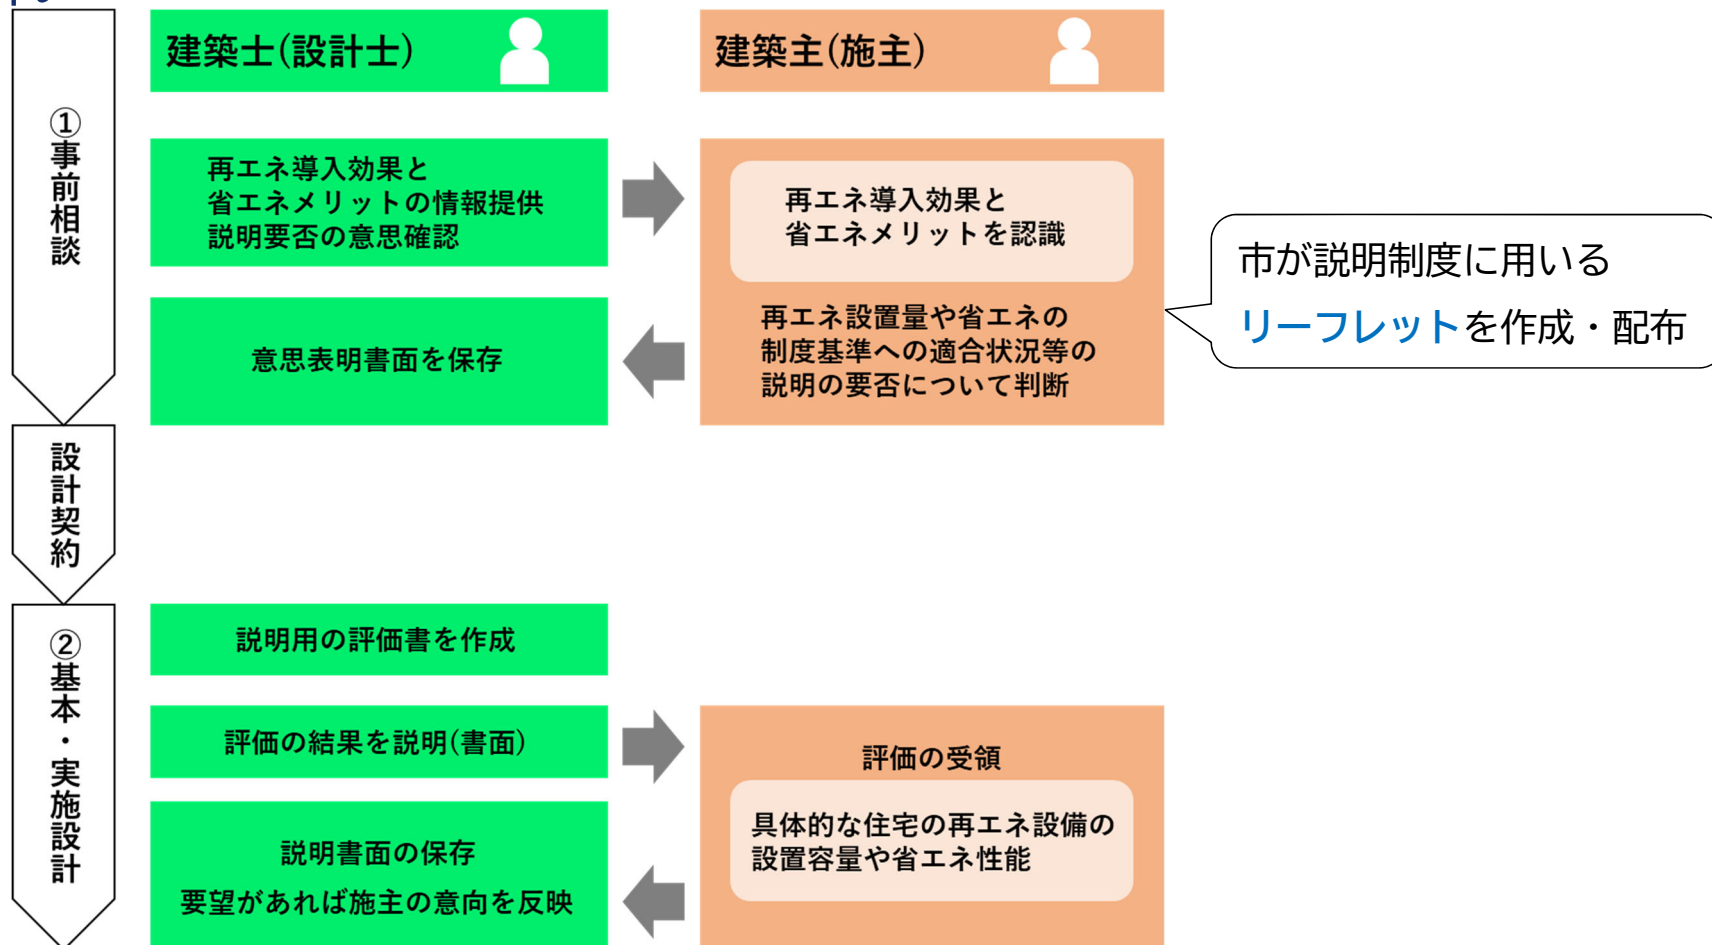 建築士(設計士)
建築主(施主)
①事前相談
再エネ導入効果と
省エネメリットの情報提供
説明要否の意思確認
再エネ導入効果と
省エネメリットを認識
市が説明制度に用いる
リーフレットを作成・配布
意思表明書面を保存
再エネ設置量や省エネの
制度基準への適合状況等の
説明の要否について判断
設計契約
②基本・実施設計
説明用の評価書を作成
評価の結果を説明(書面)
評価の受領
具体的な住宅の再エネ設備の
設置容量や省エネ性能
説明書面の保存
要望があれば施主の意向を反映